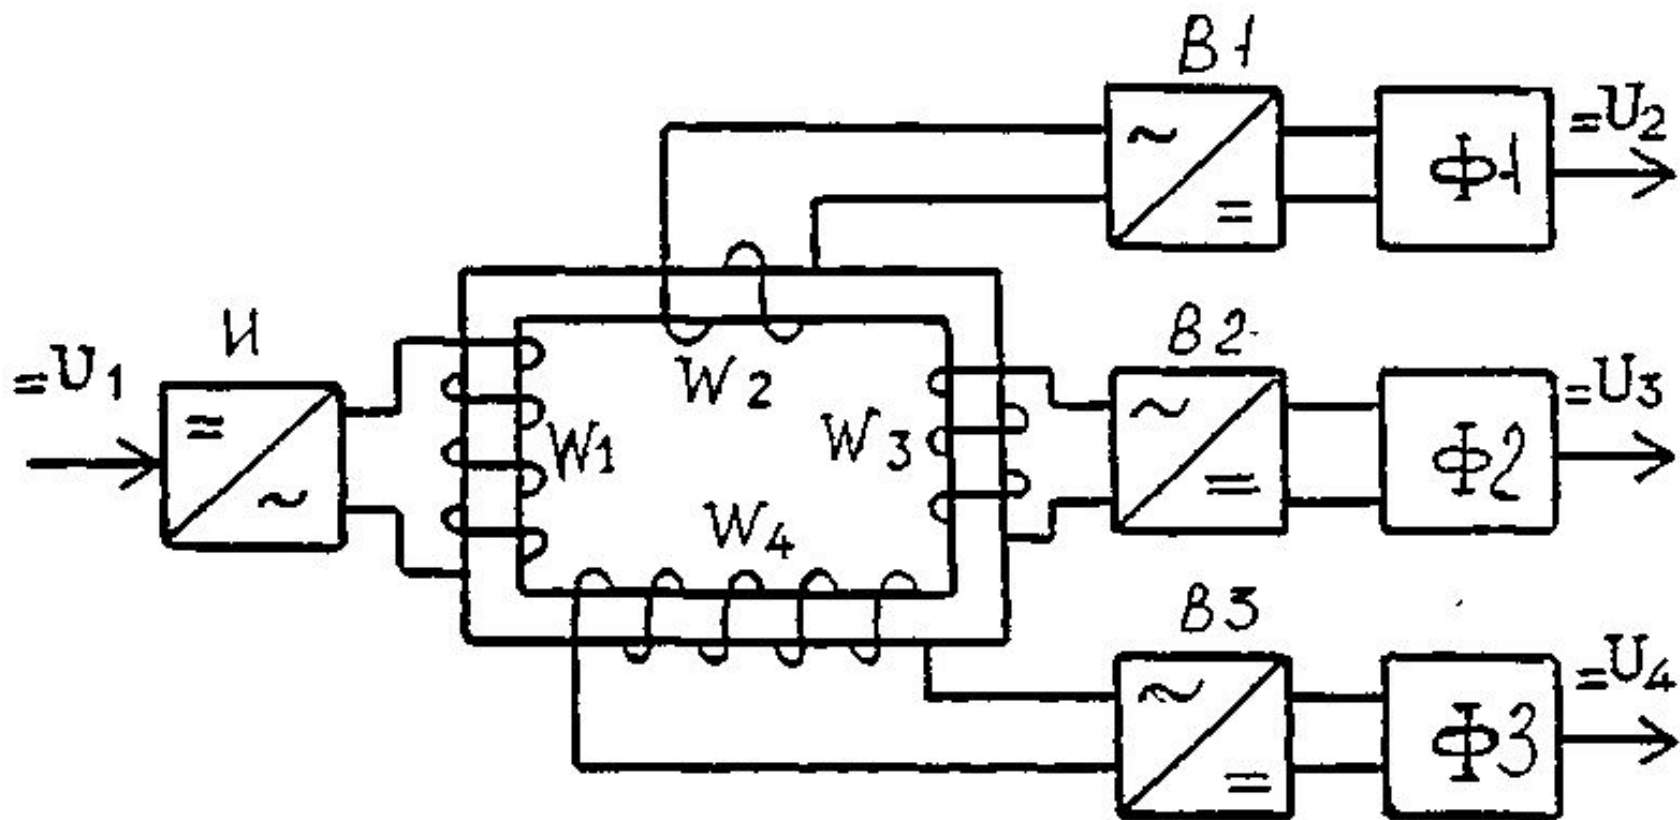 В1
~
=
Ф1
=U2
И
=U1
=
~
W1
W2
W3
W4
В2
~
=
Ф2
=U3
В3
~
=
Ф3
=U4